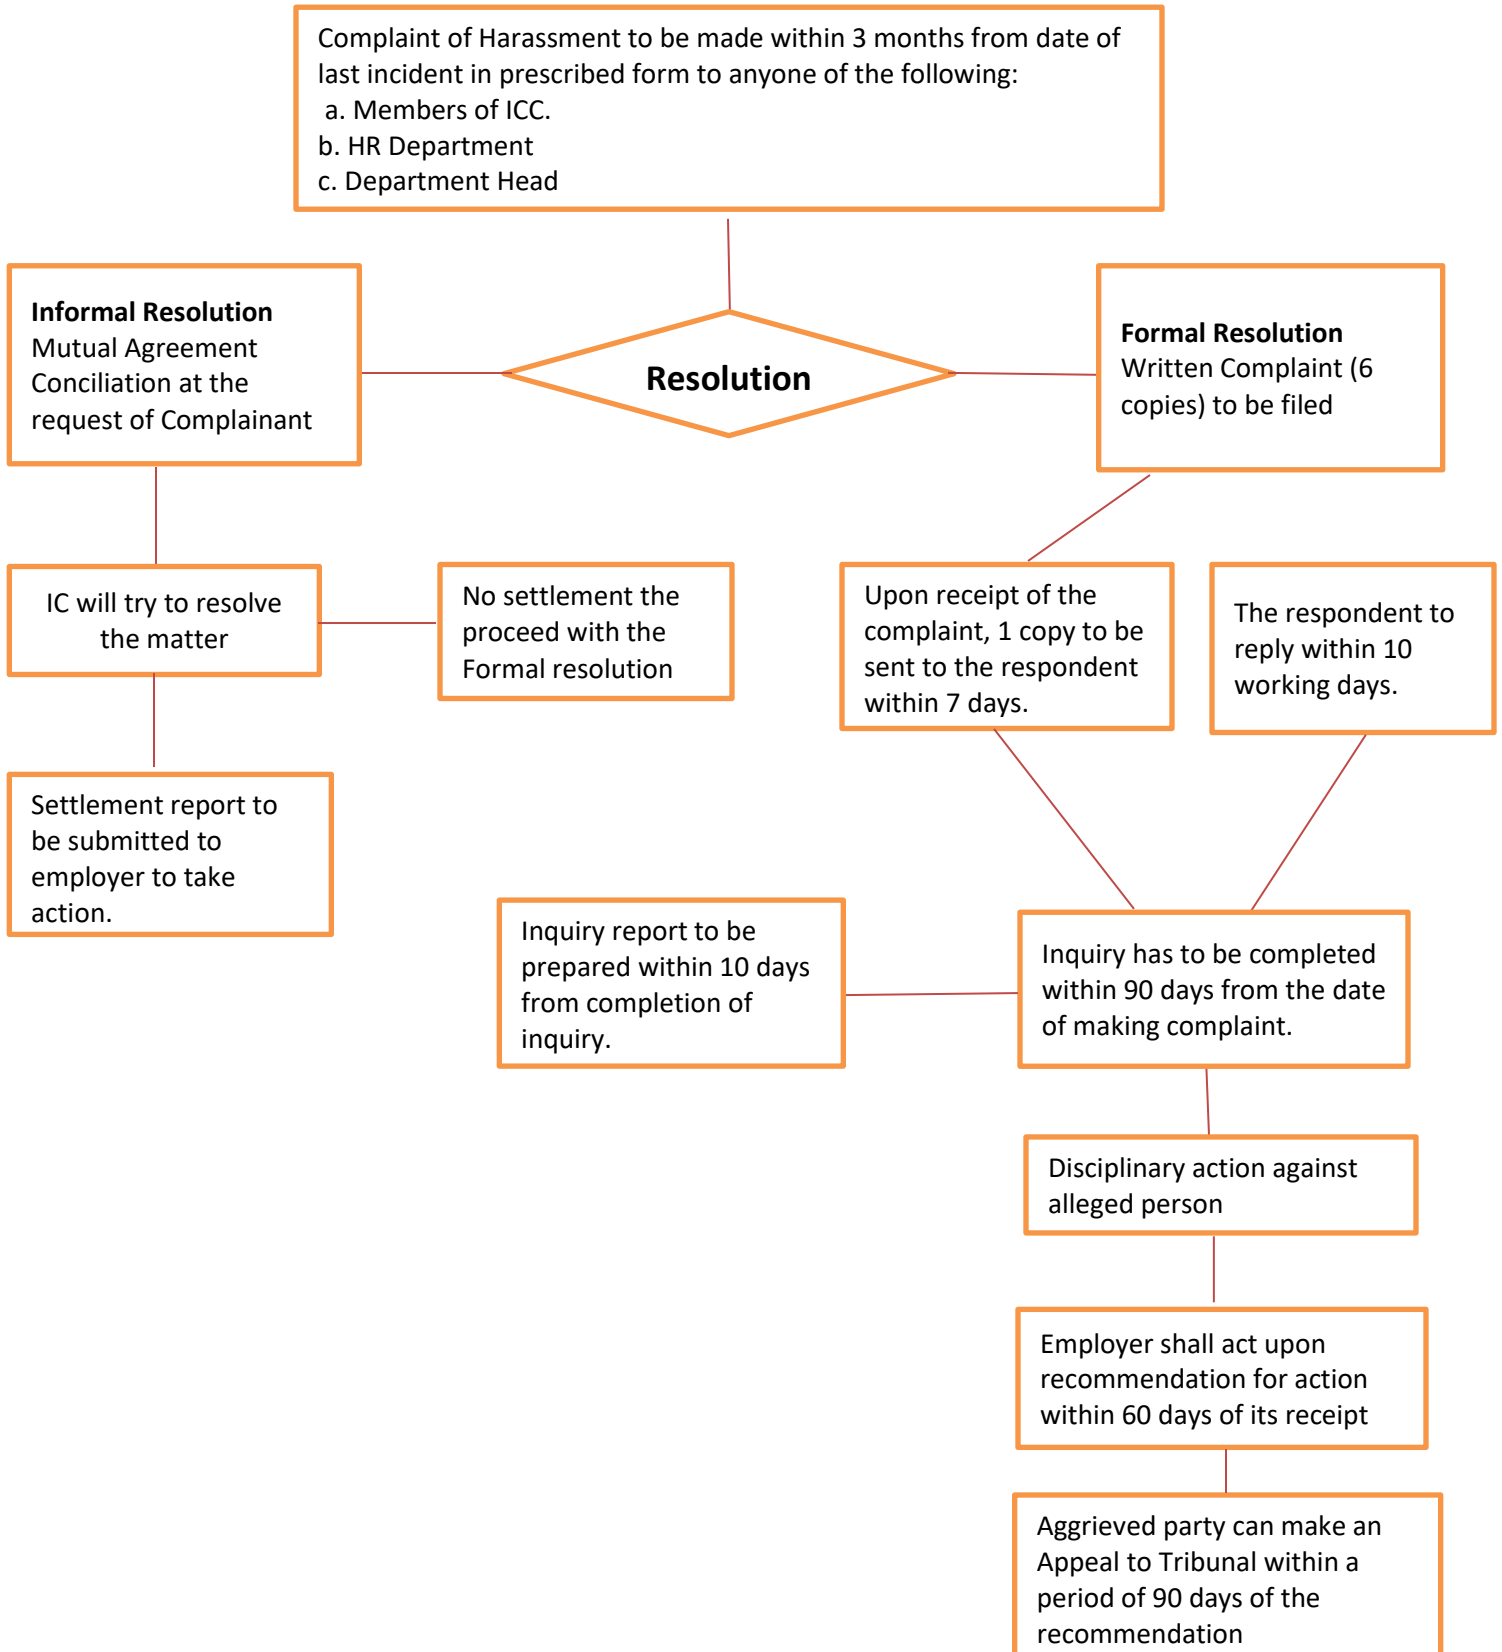 Complaint of Harassment to be made within 3 months from date of
last incident in prescribed form to anyone of the following:
a. Members of ICC.
b. HR Department
c. Department Head
Informal Resolution
Mutual Agreement
Conciliation at the
request of Complainant
Resolution
Formal Resolution
Written Complaint (6
copies) to be filed
IC will try to resolve
the matter
No settlement the
proceed with the
Formal resolution
Upon receipt of the
complaint, 1 copy to be
sent to the respondent
within 7 days.
The respondent to
reply within 10
working days.
Settlement report to
be submitted to
employer to take
action.
Inquiry report to be
prepared within 10 days
from completion of
inquiry.
Inquiry has to be completed
within 90 days from the date
of making complaint.
Disciplinary action against
alleged person
Employer shall act upon
recommendation for action
within 60 days of its receipt
Aggrieved party can make an
Appeal to Tribunal within a
period of 90 days of the
recommendation